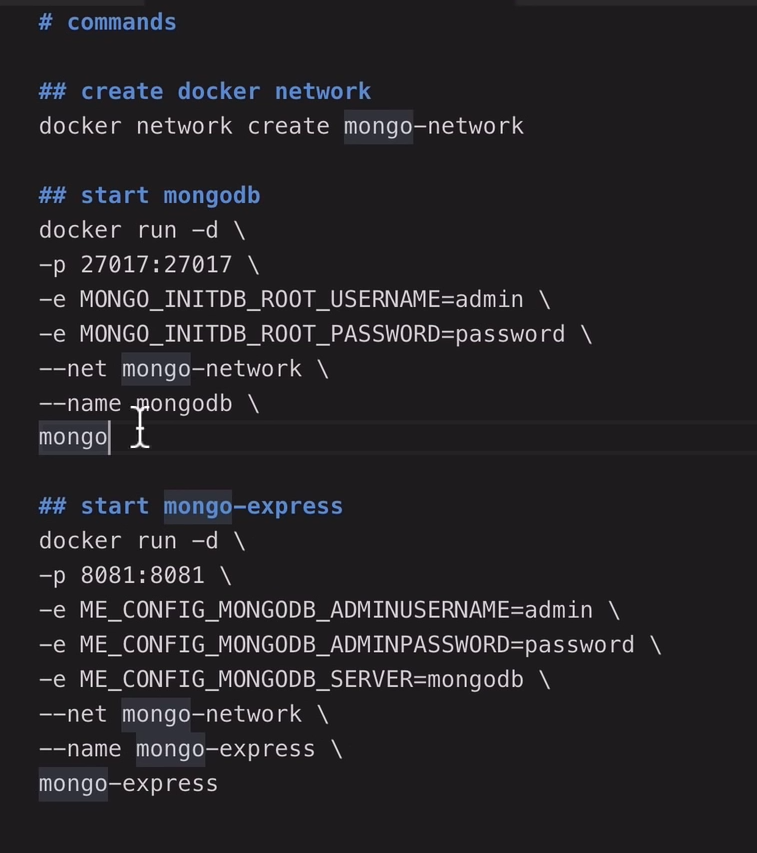 # commands
## create docker network
docker network create mongo-network
## start mongodb
docker run -d \
-p 27017:27017 \
-e MONGO_INITDB_ROOT_USERNAME=admin \
-e MONGO_INITDB_ROOT_PASSWORD=password \
--net mongo-network \
--name mongodb \
mongo
## start mongo-express
docker run -d \
-p 8081:8081 \
-e ME_CONFIG_MONGODB_ADMINUSERNAME=admin \
-e ME_CONFIG_MONGODB_ADMINPASSWORD=password \
-e ME_CONFIG_MONGODB_SERVER=mongodb \
--net mongo-network \
--name mongo-express \
mongo-express